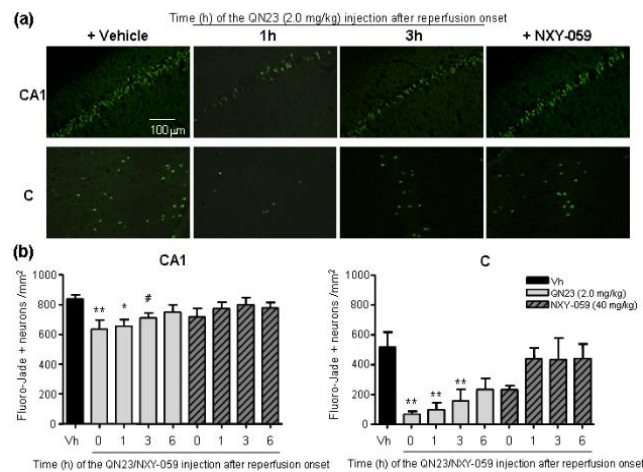 (a)
Time (h) of the QN23 (2.0 mg/kg) injection after reperfusion onset
+ Vehicle
1h
3h
+ NXY-059
CA1
100 µm
C
(b)
CA1
Fluoro-Jade + neurons /mm²
1000
800
600
400
200
0
** * #
Vh 0 1 3 6 0 1 3 6
Time (h) of the QN23/NXY-059 injection after reperfusion onset
C
Fluoro-Jade + neurons /mm²
1000
800
600
400
200
0
Vh
QN23 (2.0 mg/kg)
NXY-059 (40 mg/kg)
** ** **
Vh 0 1 3 6 0 1 3 6
Time (h) of the QN23/NXY-059 injection after reperfusion onset